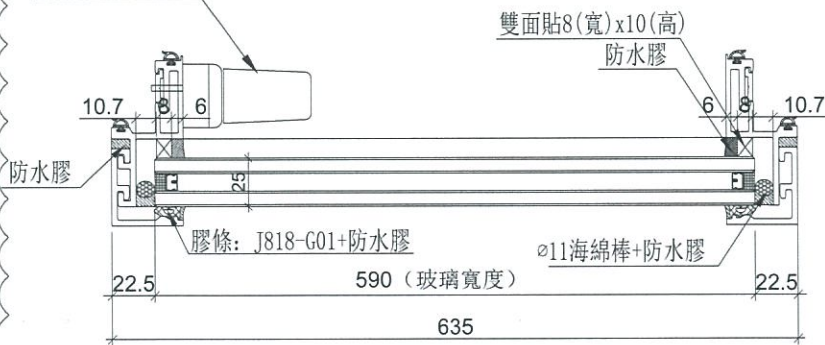 雙面貼8(寬)x10(高)
防水膠
10.7
8
6
6
8
10.7
防水膠
25
膠條: J818-G01+防水膠
ø11海綿棒+防水膠
22.5
590 (玻璃寬度)
22.5
635